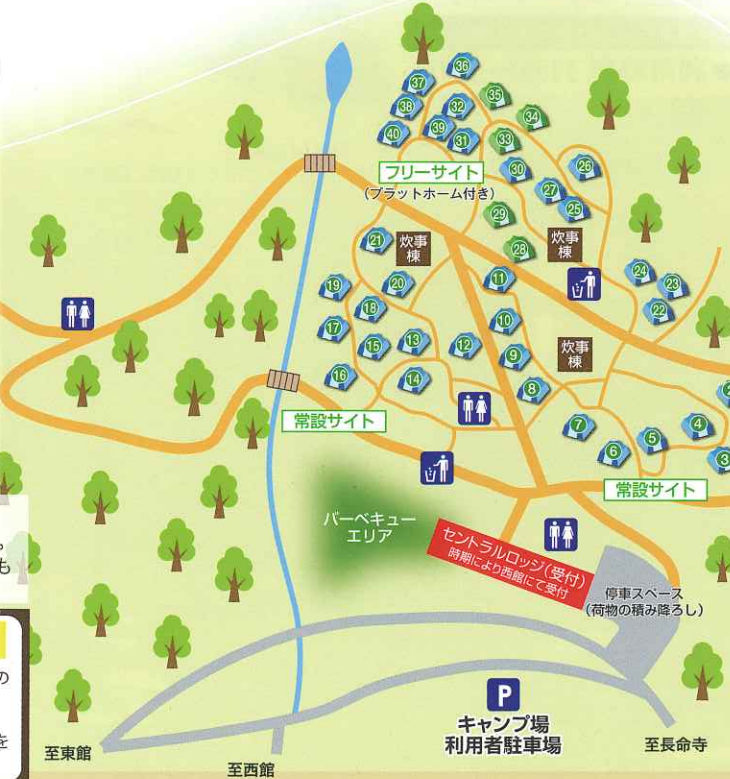 36
37
35
38
32
34
40
39
31
33
30
26
フリーサイト
(プラットホーム付き)
27
25
29
21
炊事
棟
28
炊事
棟
19
20
11
24
23
18
22
17
10
15
13
12
9
炊事
棟
16
14
8
常設サイト
7
4
5
6
3
常設サイト
バーベキュー
エリア
セントラルロッジ(受付)
時期により西館にて受付
も
停車スペース
(荷物の積み降ろし)
の
P
キャンプ場
利用者駐車場
を
至東館
至西館
至長命寺